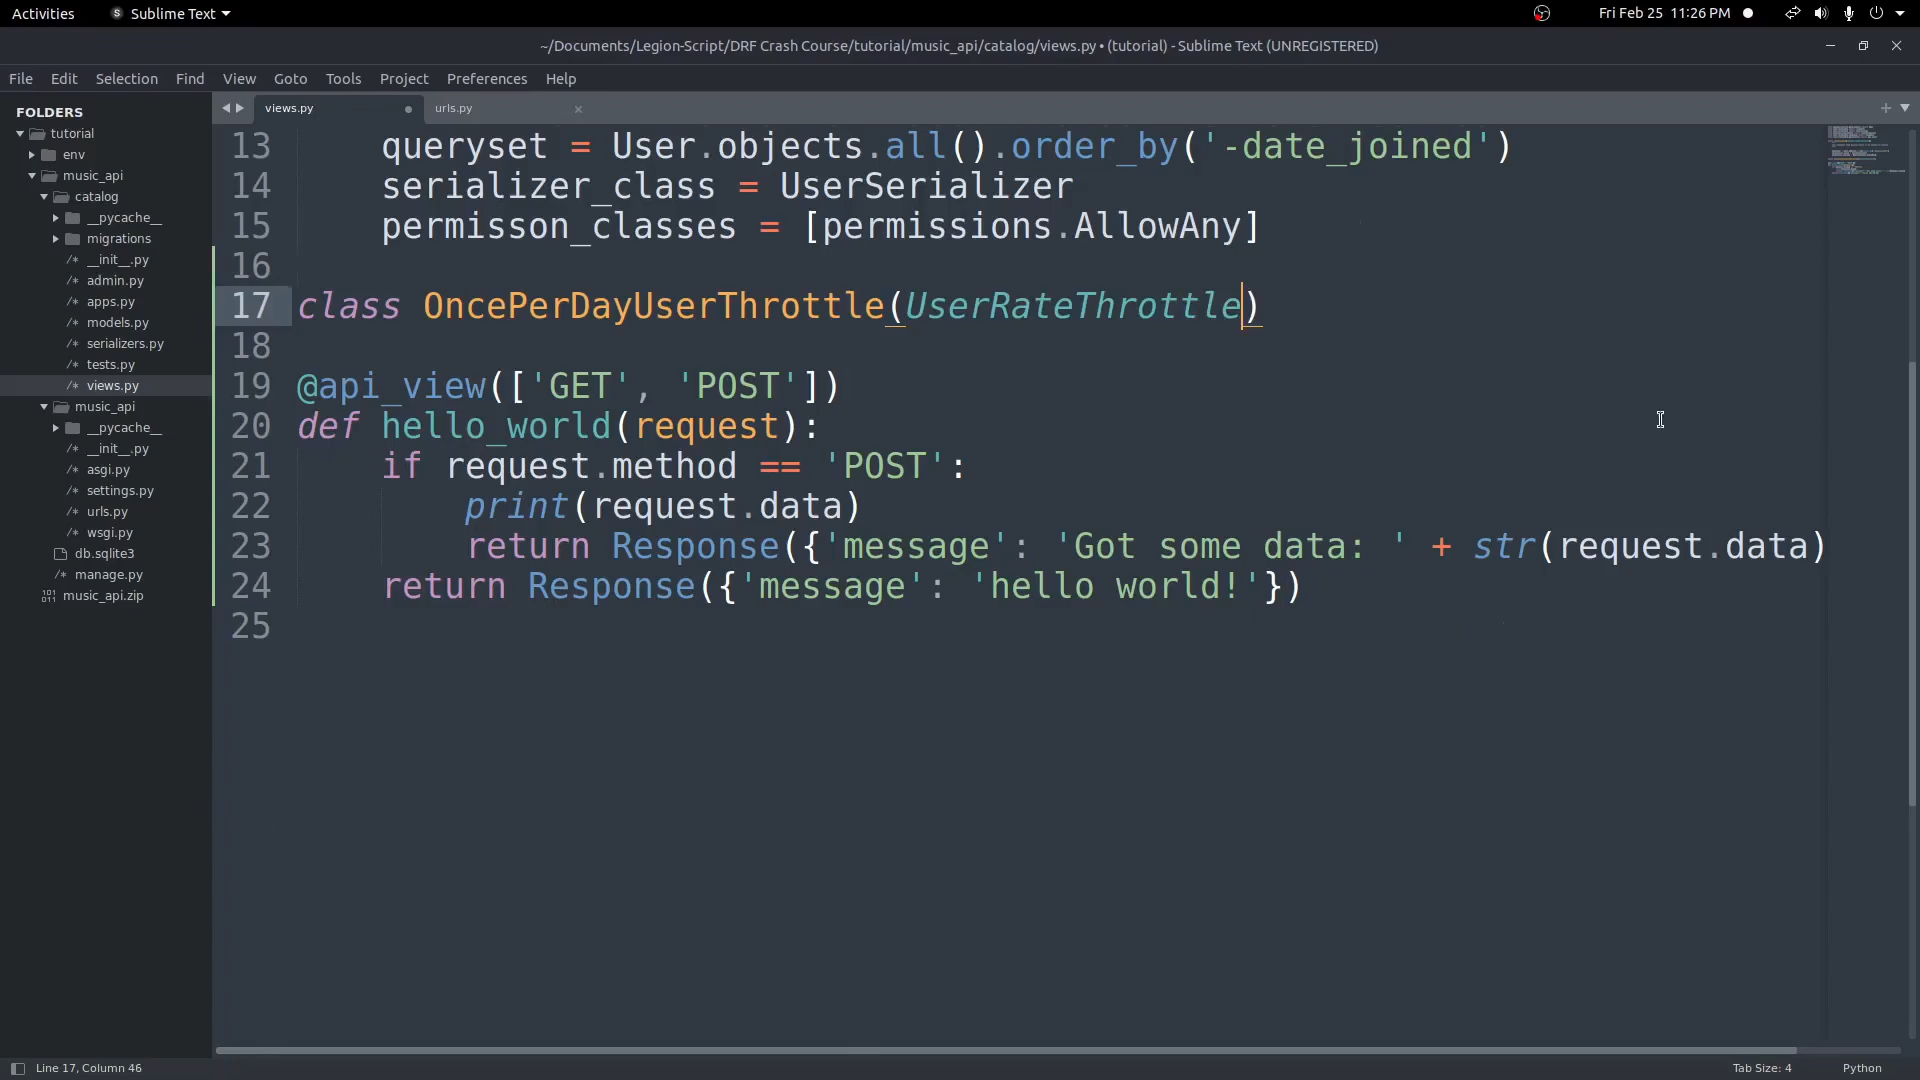 Activities
Sublime Text
Fri Feb 25 11:26 PM
~/Documents/Legion-Script/DRF Crash Course/tutorial/music_api/catalog/views.py • (tutorial) - Sublime Text (UNREGISTERED)
File Edit Selection Find View Goto Tools Project Preferences Help
FOLDERS
tutorial
env
music_api
catalog
__pycache__
migrations
/* __init__.py
/* admin.py
/* apps.py
/* models.py
/* serializers.py
/* tests.py
/* views.py
music_api
__pycache__
/* __init__.py
/* asgi.py
/* settings.py
/* urls.py
/* wsgi.py
db.sqlite3
/* manage.py
music_api.zip
views.py
urls.py
13 queryset = User.objects.all().order_by('-date_joined')
14 serializer_class = UserSerializer
15 permisson_classes = [permissions.AllowAny]
16
17 class OncePerDayUserThrottle(UserRateThrottle)
18
19 @api_view(['GET', 'POST'])
20 def hello_world(request):
21 if request.method == 'POST':
22 print(request.data)
23 return Response({'message': 'Got some data: ' + str(request.data)
24 return Response({'message': 'hello world!'})
25
Line 17, Column 46
Tab Size: 4
Python